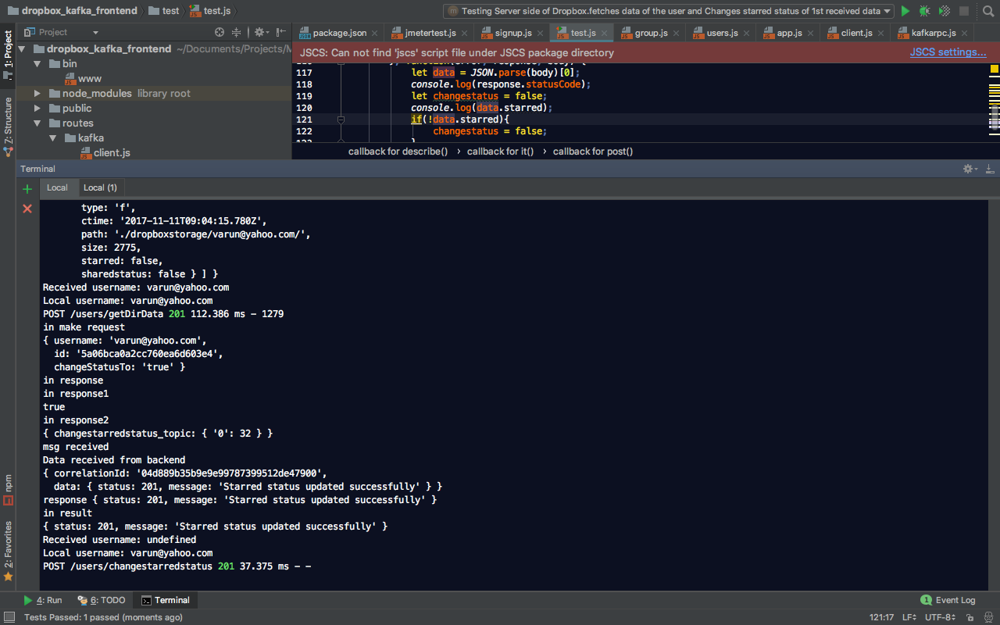 dropbox_kafka_frontend test test.js
Testing Server side of Dropbox.fetches data of the user and Changes starred status of 1st received data
1: Project
Z: Structure
npm
2: Favorites
Project
package.json jmetertest.js signup.js test.js group.js users.js app.js client.js kafkarpc.js
dropbox_kafka_frontend ~/Documents/Projects/M
bin
www
node_modules library root
public
routes
kafka
client.js
JSCS: Can not find 'jscs' script file under JSCS package directory JSCS settings...
117 let data = JSON.parse(body)[0];
118 console.log(response.statusCode);
119 let changestatus = false;
120 console.log(data.starred);
121 if(!data.starred){
122 changestatus = false;
callback for describe() › callback for it() › callback for post()
Terminal
Local Local (1)
type: 'f',
ctime: '2017-11-11T09:04:15.780Z',
path: './dropboxstorage/varun@yahoo.com/',
size: 2775,
starred: false,
sharedstatus: false } ] }
Received username: varun@yahoo.com
Local username: varun@yahoo.com
POST /users/getDirData 201 112.386 ms - 1279
in make request
{ username: 'varun@yahoo.com',
id: '5a06bca0a2cc760ea6d603e4',
changeStatusTo: 'true' }
in response
in response1
true
in response2
{ changestarredstatus_topic: { '0': 32 } }
msg received
Data received from backend
{ correlationId: '04d889b35b9e9e99787399512de47900',
data: { status: 201, message: 'Starred status updated successfully' } }
response { status: 201, message: 'Starred status updated successfully' }
in result
{ status: 201, message: 'Starred status updated successfully' }
Received username: undefined
Local username: varun@yahoo.com
POST /users/changestarredstatus 201 37.375 ms - -
4: Run 6: TODO Terminal 1 Event Log
Tests Passed: 1 passed (moments ago) 121:17 LF UTF-8